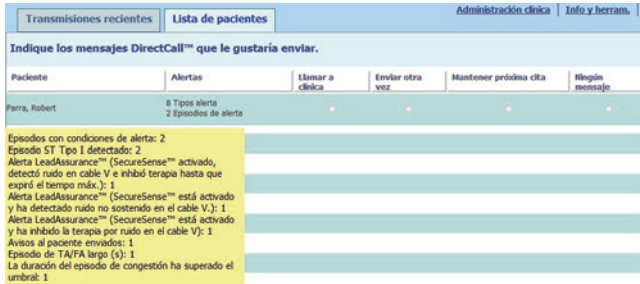 Transmisiones recientes
Lista de pacientes
Administración clínica
Info y herram.
Indique los mensajes DirectCall™ que le gustaría enviar.
Paciente
Alertas
Llamar a clínica
Enviar otra vez
Mantener próxima cita
Ningún mensaje
Parra, Robert
8 Tipos alerta
2 Episodios de alerta
Episodios con condiciones de alerta: 2
Episodio ST Tipo I detectado: 2
Alerta LeadAssurance™ (SecureSense™ activado,
detectó ruido en cable V e inhibió terapia hasta que
expiró el tiempo máx.): 1
Alerta LeadAssurance™ (SecureSense™ está activado
y ha detectado ruido no sostenido en el cable V.): 1
Alerta LeadAssurance™ (SecureSense™ está activado
y ha inhibido la terapia por ruido en el cable V): 1
Avisos al paciente enviados: 1
Episodio de TA/FA largo (s): 1
La duración del episodio de congestión ha superado el
umbral: 1